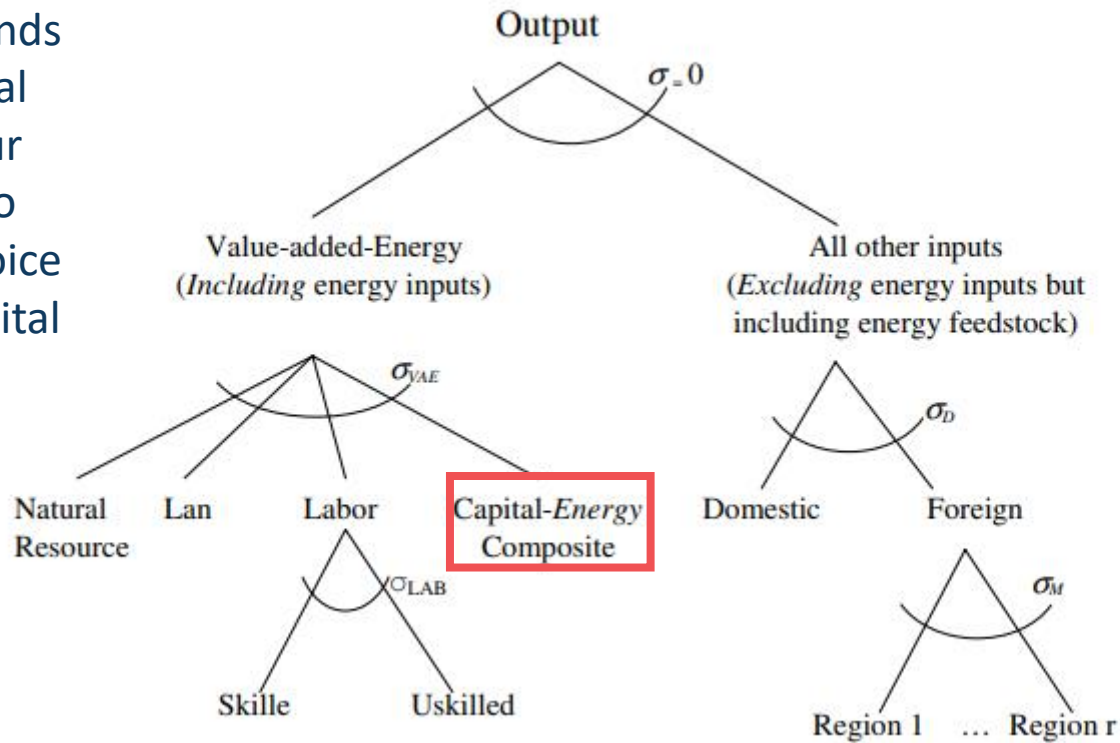 nds
al
ur
o
oice
ital
Output
σ=0
Value-added-Energy
(Including energy inputs)
All other inputs
(Excluding energy inputs but
including energy feedstock)
σVAE
σD
Natural
Resource
Lan
Labor
Capital-Energy
Composite
Domestic
Foreign
σLAB
σM
Skille
Uskilled
Region 1 … Region r